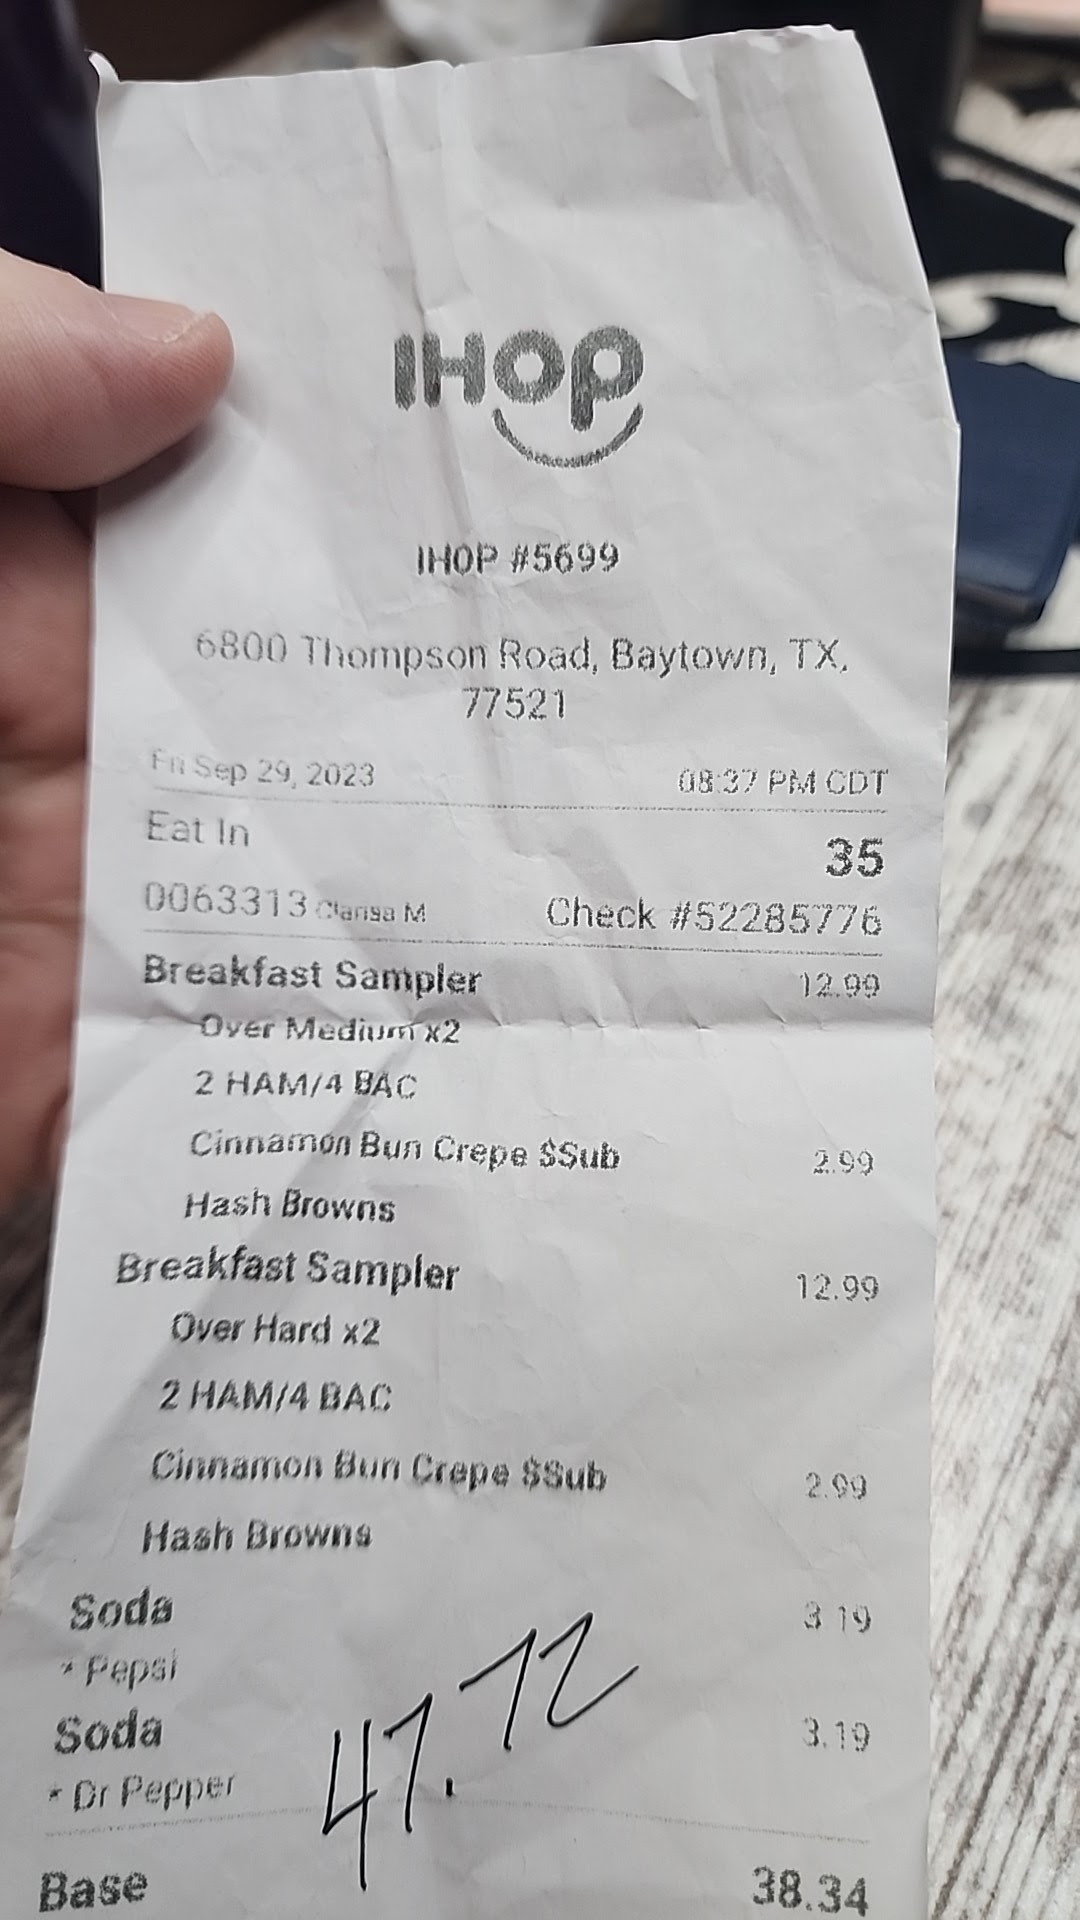 IHOP
IHOP #5699
6800 Thompson Road, Baytown, TX,
77521
Fri Sep 29, 2023 08:37 PM CDT
Eat In 35
0063313 Clarisa M Check #52285776
Breakfast Sampler 12.99
Over Medium x2
2 HAM/4 BAC
Cinnamon Bun Crepe $Sub 2.99
Hash Browns
Breakfast Sampler 12.99
Over Hard x2
2 HAM/4 BAC
Cinnamon Bun Crepe $Sub 2.99
Hash Browns
Soda 3.19
* Pepsi
Soda 3.19
* Dr Pepper
47.72
Base 38.34